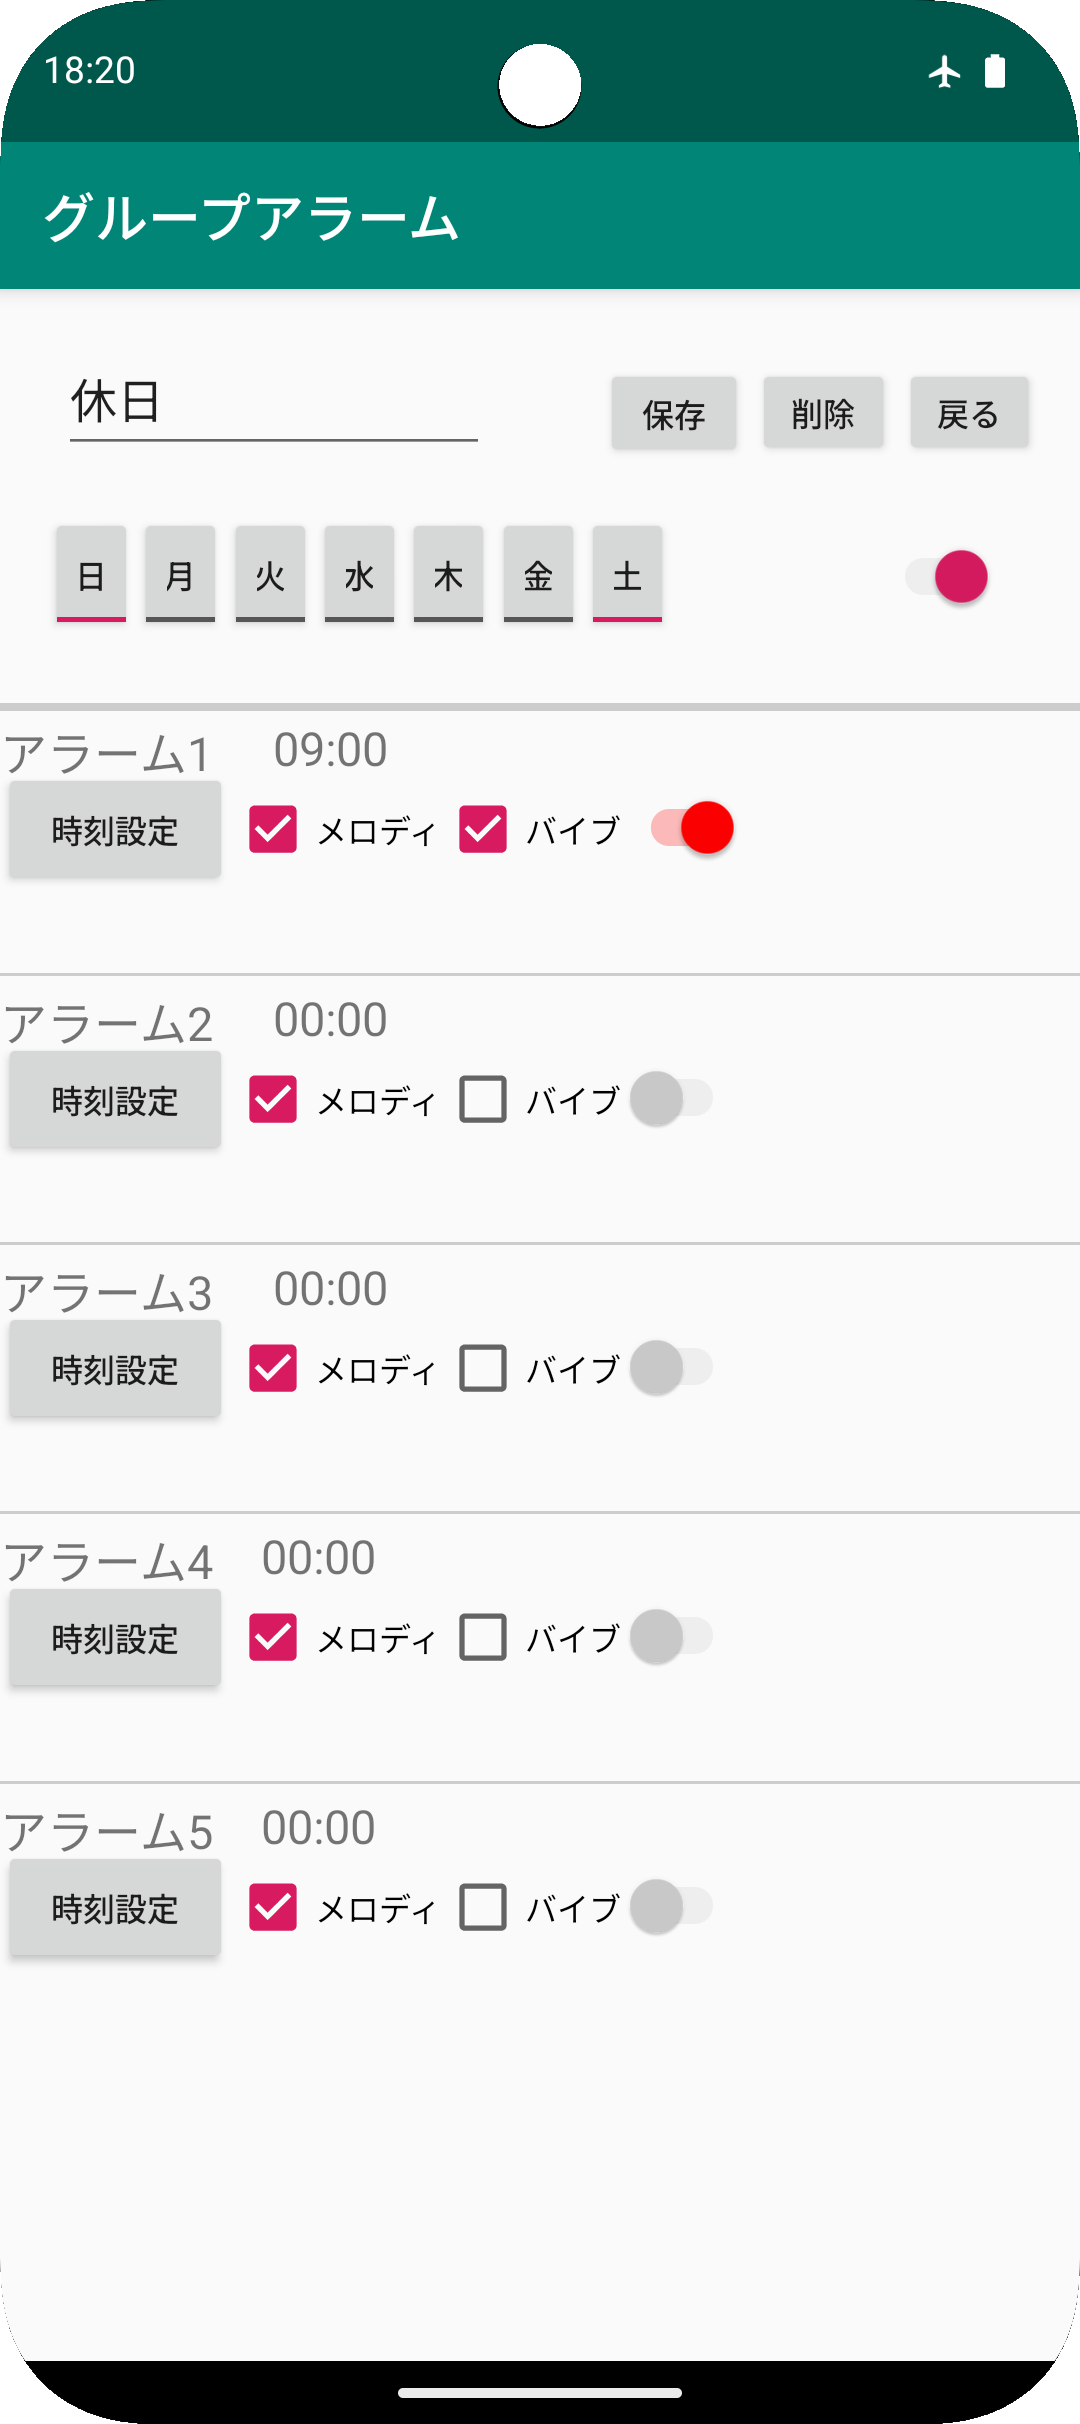 18:20
グループアラーム
休日 保存 削除 戻る
日 月 火 水 木 金 土
アラーム1 09:00
時刻設定 メロディ バイブ
アラーム2 00:00
時刻設定 メロディ バイブ
アラーム3 00:00
時刻設定 メロディ バイブ
アラーム4 00:00
時刻設定 メロディ バイブ
アラーム5 00:00
時刻設定 メロディ バイブ